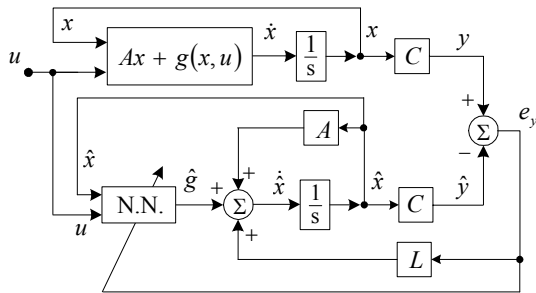 x
ẋ
x
y
u
Ax + g(x, u)
1/s
C
+
e_y
Σ
−
A
x̂
ĝ
+
+
x̂̇
x̂
ŷ
N.N.
Σ
1/s
C
u
+
L